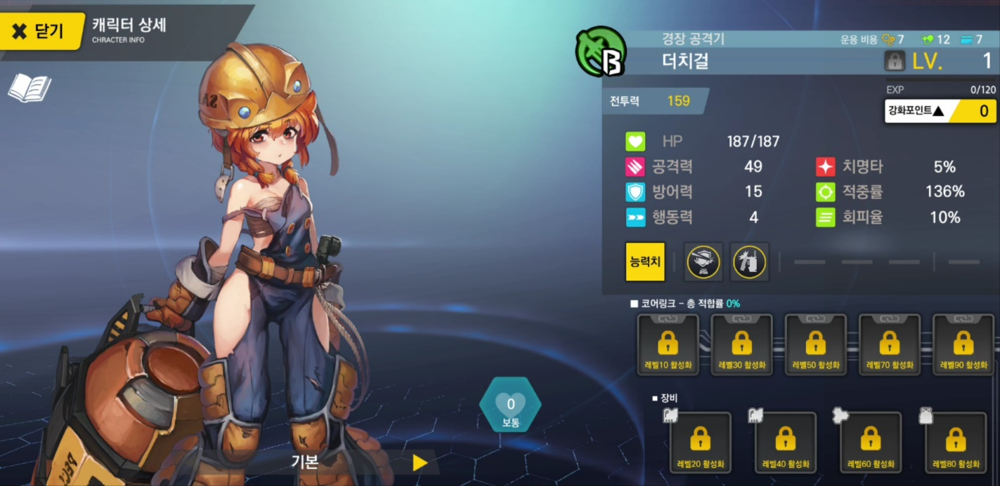 닫기
캐릭터 상세
CHRACTER INFO
B
경장 공격기
운용 비용 7 12 7
더치걸
LV. 1
EXP 0/120
전투력 159
강화포인트▲ 0
HP 187/187
공격력 49
치명타 5%
방어력 15
적중률 136%
행동력 4
회피율 10%
능력치
■ 코어링크 - 총 적합률 0%
레벨10 활성화
레벨30 활성화
레벨50 활성화
레벨70 활성화
레벨90 활성화
■ 장비
레벨20 활성화
레벨40 활성화
레벨60 활성화
레벨80 활성화
0
보통
기본